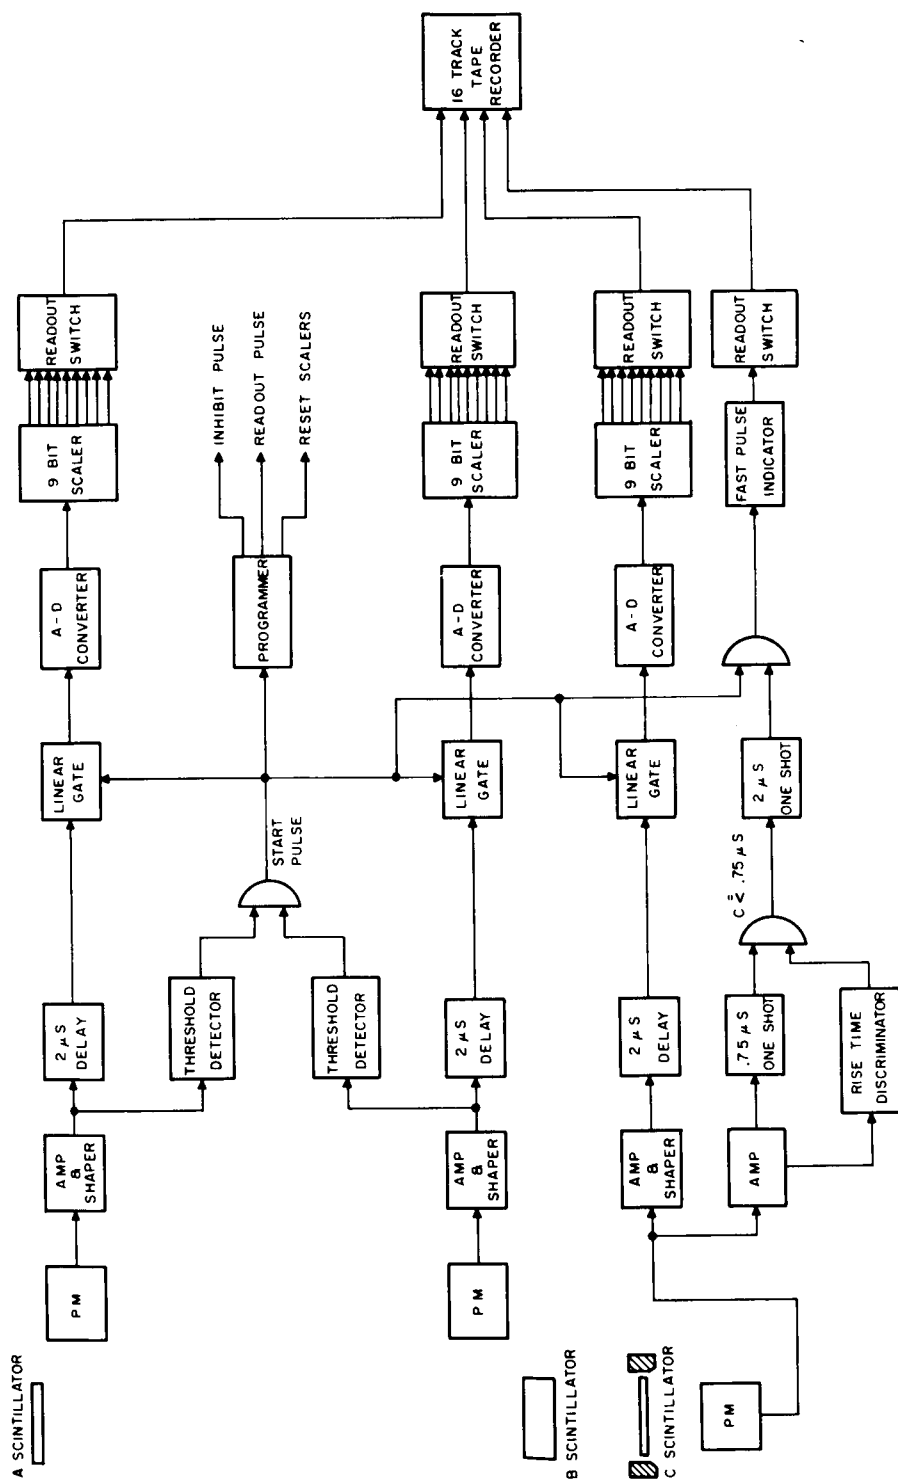 A SCINTILLATOR
PM
AMP
&
SHAPER
2 μS
DELAY
LINEAR
GATE
A-D
CONVERTER
9 BIT
SCALER
READOUT
SWITCH
THRESHOLD
DETECTOR
THRESHOLD
DETECTOR
START
PULSE
PROGRAMMER
INHIBIT PULSE
READOUT PULSE
RESET SCALERS
16 TRACK
TAPE
RECORDER
B SCINTILLATOR
PM
AMP
&
SHAPER
2 μS
DELAY
LINEAR
GATE
A-D
CONVERTER
9 BIT
SCALER
READOUT
SWITCH
C SCINTILLATOR
PM
AMP
&
SHAPER
2 μS
DELAY
LINEAR
GATE
A-D
CONVERTER
9 BIT
SCALER
READOUT
SWITCH
AMP
.75 μS
ONE SHOT
RISE TIME
DISCRIMINATOR
C < = .75 μS
2 μS
ONE SHOT
FAST PULSE
INDICATOR
READOUT
SWITCH